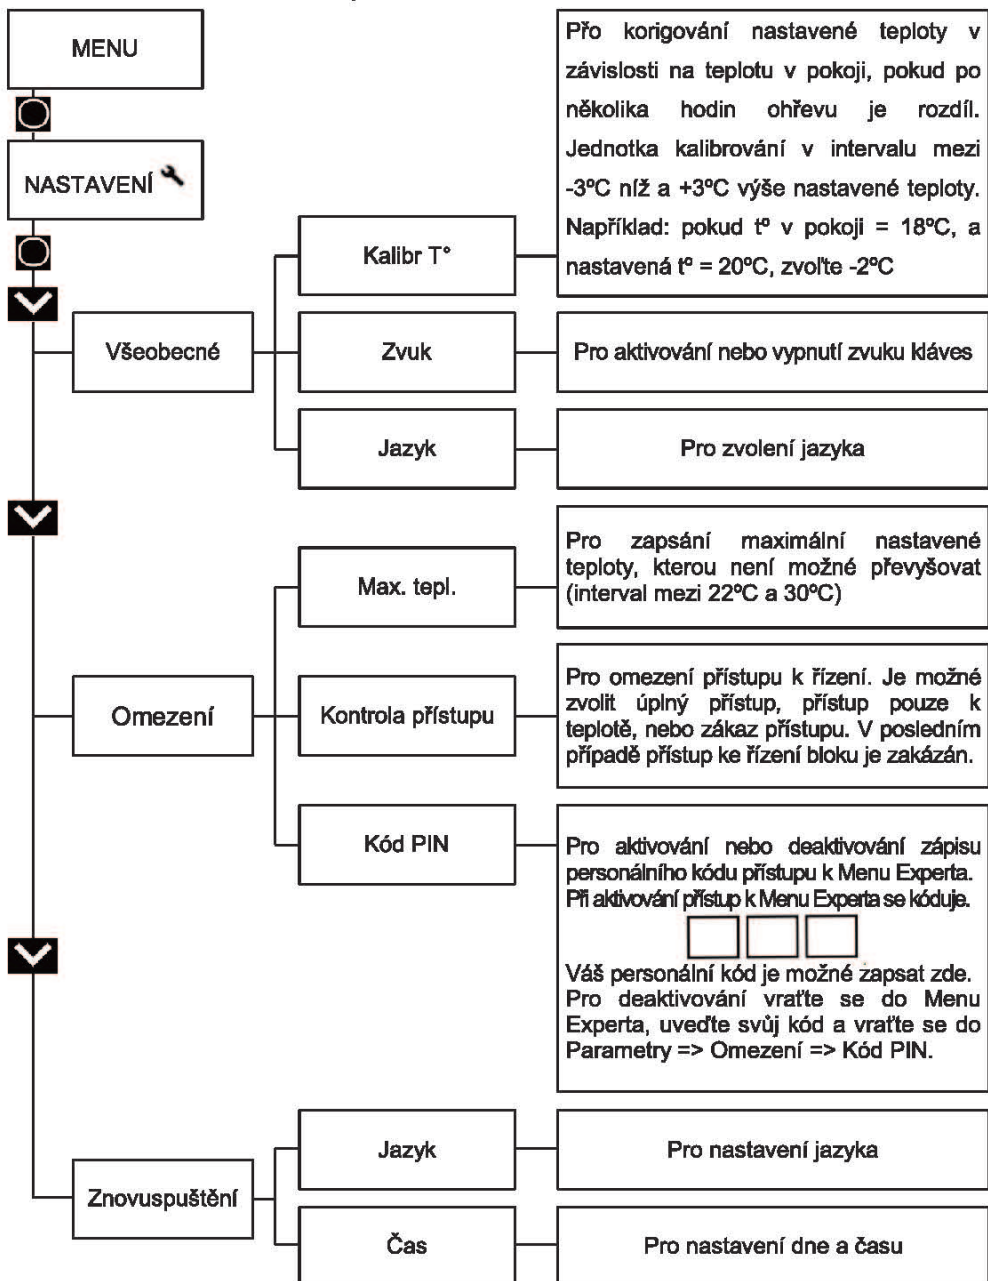 MENU
NASTAVENÍ
Přo korigování nastavené teploty v
závislosti na teplotu v pokoji, pokud po
několika hodin ohřevu je rozdíl.
Jednotka kalibrování v intervalu mezi
-3ºC níž a +3ºC výše nastavené teploty.
Například: pokud tº v pokoji = 18ºC, a
nastavená tº = 20ºC, zvoľte -2ºC
Kalibr T°
Všeobecné
Zvuk
Pro aktivování nebo vypnutí zvuku kláves
Jazyk
Pro zvolení jazyka
Max. tepl.
Pro zapsání maximální nastavené
teploty, kterou není možné převyšovat
(interval mezi 22ºC a 30ºC)
Omezení
Kontrola přístupu
Pro omezení přístupu k řízení. Je možné
zvolit úplný přístup, přístup pouze k
teplotě, nebo zákaz přístupu. V posledním
případě přístup ke řízení bloku je zakázán.
Kód PIN
Pro aktivování nebo deaktivování zápisu
personálního kódu přístupu k Menu Experta.
Při aktivování přístup k Menu Experta se kóduje.
Váš personální kód je možné zapsat zde.
Pro deaktivování vraťte se do Menu
Experta, uveďte svůj kód a vraťte se do
Parametry => Omezení => Kód PIN.
Znovuspuštění
Jazyk
Pro nastavení jazyka
Čas
Pro nastavení dne a času